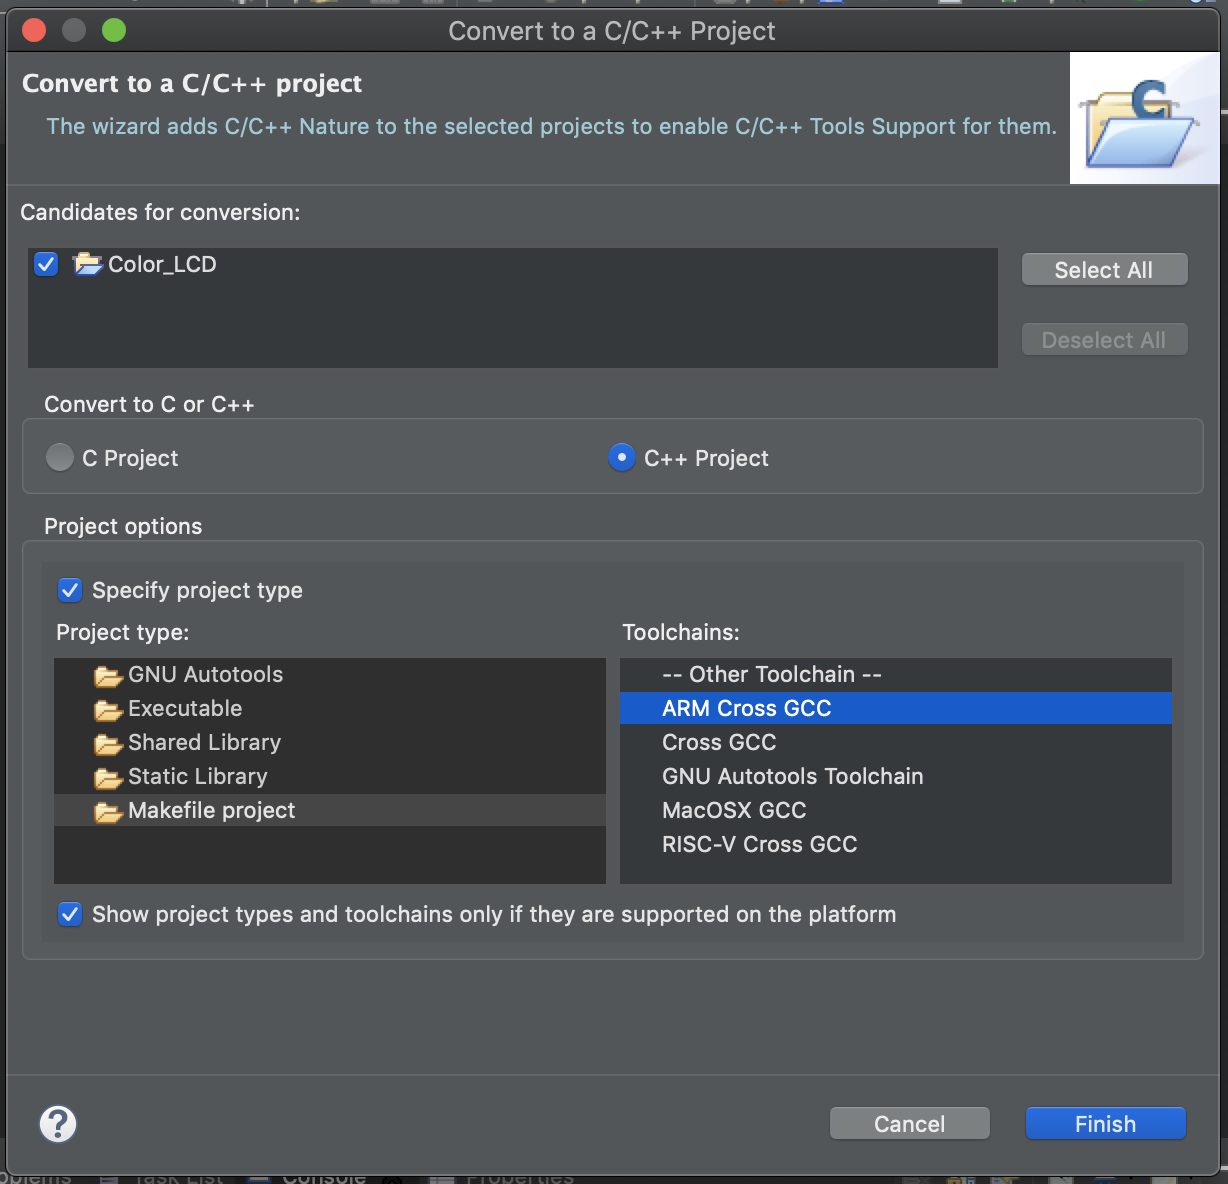 Convert to a C/C++ Project
Convert to a C/C++ project
The wizard adds C/C++ Nature to the selected projects to enable C/C++ Tools Support for them.
Candidates for conversion:
Color_LCD
Select All
Deselect All
Convert to C or C++
C Project
C++ Project
Project options
Specify project type
Project type:
Toolchains:
GNU Autotools
Executable
Shared Library
Static Library
Makefile project
-- Other Toolchain --
ARM Cross GCC
Cross GCC
GNU Autotools Toolchain
MacOSX GCC
RISC-V Cross GCC
Show project types and toolchains only if they are supported on the platform
?
Cancel
Finish
Task List
Console
Properties